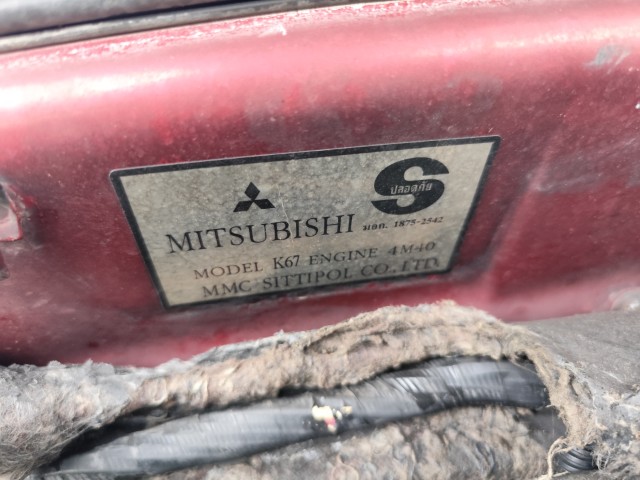 S
ปลอดภัย
MITSUBISHI มอก. 1875-2542
MODEL K67 ENGINE 4M40
MMC SITTIPOL CO.,LTD.